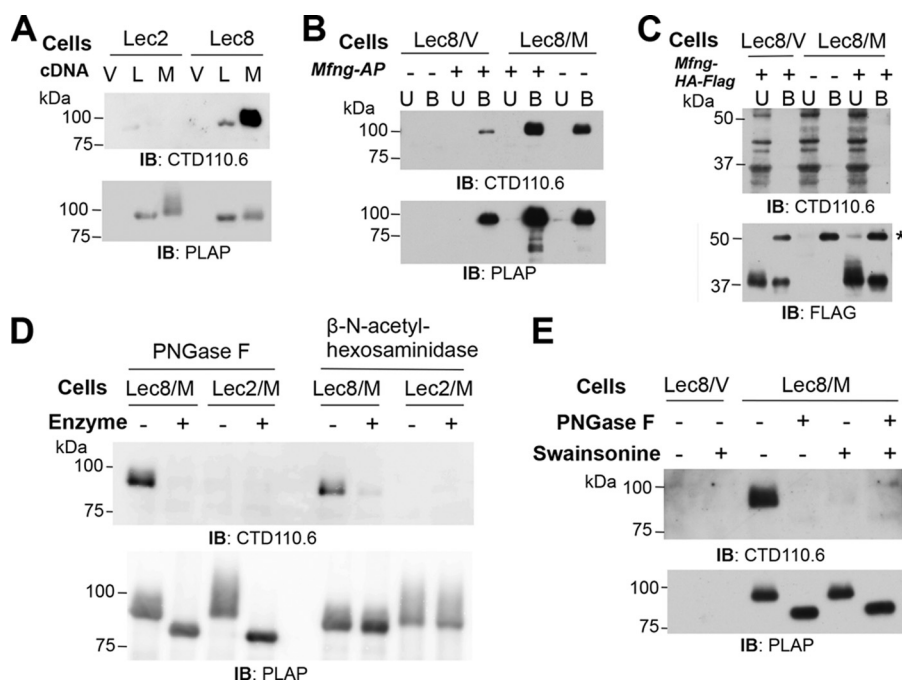 A
Cells Lec2 Lec8
cDNA V L M V L M
kDa
100
75
IB: CTD110.6
100
75
IB: PLAP
B
Cells Lec8/V Lec8/M
Mfng-AP - - + + + + - -
U B U B U B U B
kDa
100
75
IB: CTD110.6
100
75
IB: PLAP
C
Cells Lec8/V Lec8/M
Mfng-
HA-Flag + + - - + +
kDa U B U B U B
50
37
IB: CTD110.6
50 *
37
IB: FLAG
D
PNGase F β-N-acetyl-
hexosaminidase
Cells Lec8/M Lec2/M Lec8/M Lec2/M
Enzyme - + - + - + - +
kDa
100
75
IB: CTD110.6
100
75
IB: PLAP
E
Cells Lec8/V Lec8/M
PNGase F - - - + - +
Swainsonine - + - - + +
kDa
100
75
IB: CTD110.6
100
75
IB: PLAP